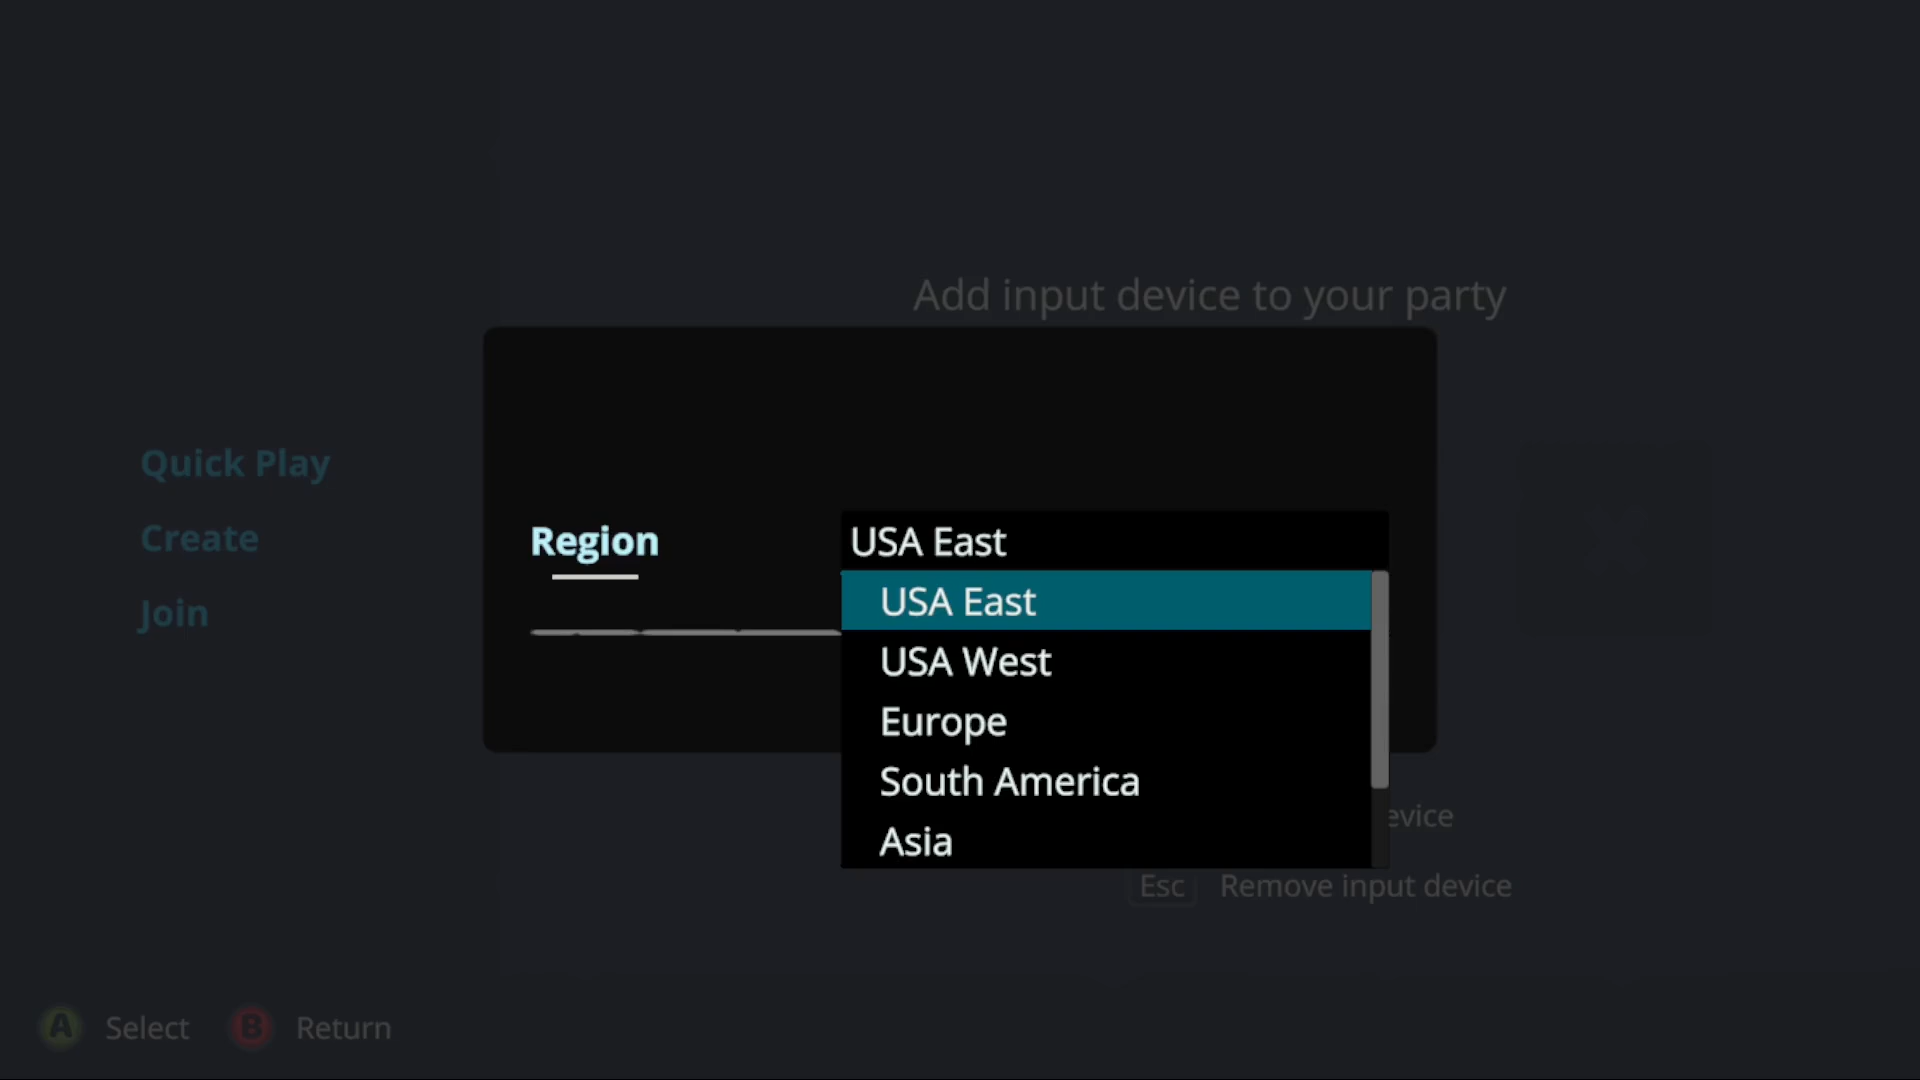 Add input device to your party
Quick Play
Create
Join
Region
USA East
USA East
USA West
Europe
South America
Asia
evice
Esc Remove input device
A Select B Return